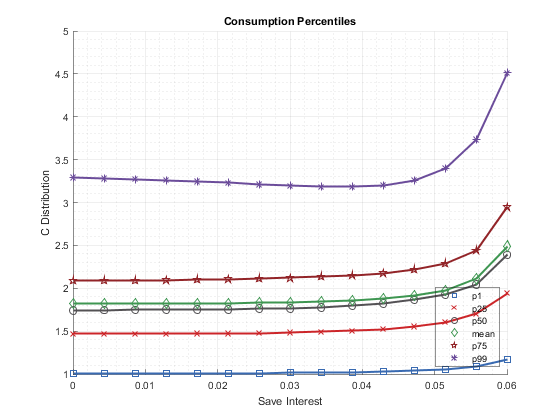 Consumption Percentiles
5
4.5
4
3.5
3
2.5
2
1.5
1
C Distribution
p1
p25
p50
mean
p75
p99
0 0.01 0.02 0.03 0.04 0.05 0.06
Save Interest